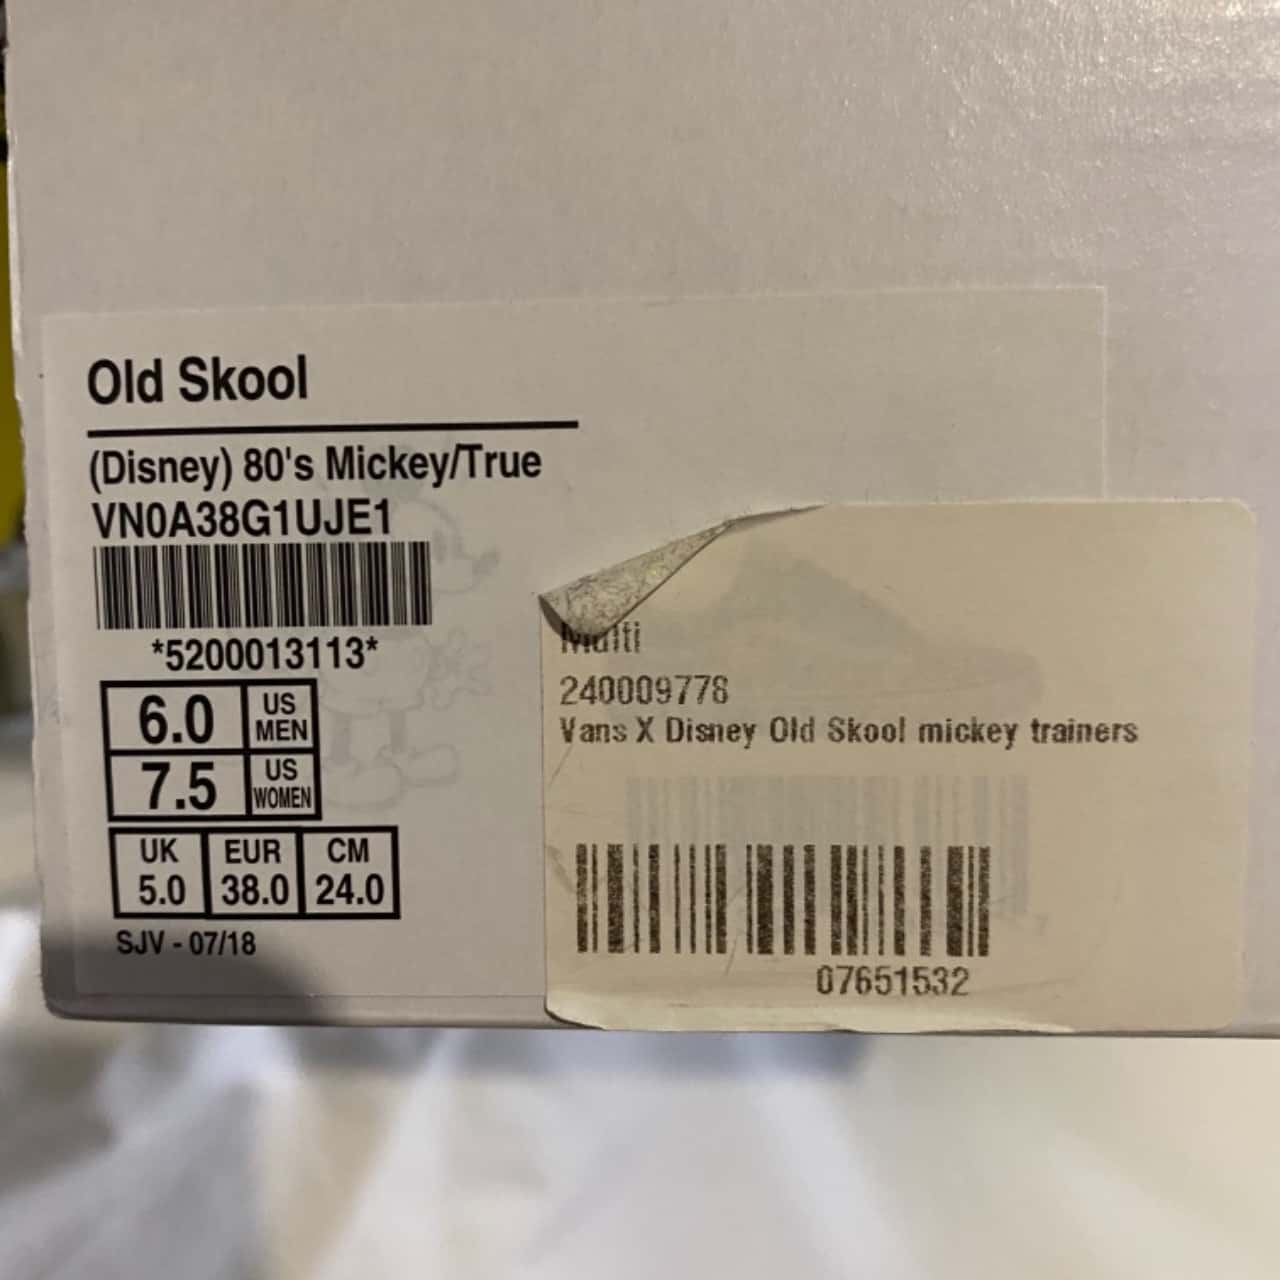 Old Skool
(Disney) 80's Mickey/True
VN0A38G1UJE1
*5200013113*
6.0 US MEN
7.5 US WOMEN
UK EUR CM
5.0 38.0 24.0
SJV - 07/18
Multi
240009778
Vans X Disney Old Skool mickey trainers
07651532